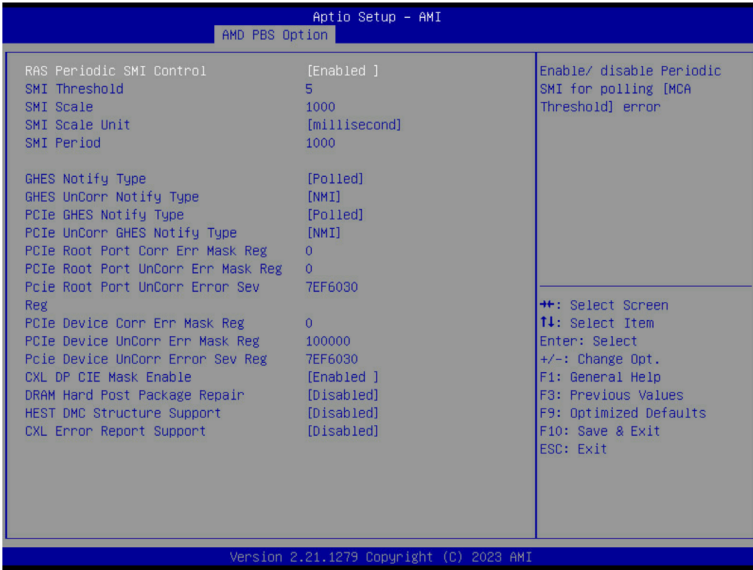 Aptio Setup – AMI
AMD PBS Option
RAS Periodic SMI Control [Enabled ]
SMI Threshold 5
SMI Scale 1000
SMI Scale Unit [millisecond]
SMI Period 1000
GHES Notify Type [Polled]
GHES UnCorr Notify Type [NMI]
PCIe GHES Notify Type [Polled]
PCIe UnCorr GHES Notify Type [NMI]
PCIe Root Port Corr Err Mask Reg 0
PCIe Root Port UnCorr Err Mask Reg 0
Pcie Root Port UnCorr Error Sev 7EF6030
Reg
PCIe Device Corr Err Mask Reg 0
PCIe Device UnCorr Err Mask Reg 100000
Pcie Device UnCorr Error Sev Reg 7EF6030
CXL DP CIE Mask Enable [Enabled ]
DRAM Hard Post Package Repair [Disabled]
HEST DMC Structure Support [Disabled]
CXL Error Report Support [Disabled]
Enable/ disable Periodic
SMI for polling [MCA
Threshold] error
→←: Select Screen
↑↓: Select Item
Enter: Select
+/-: Change Opt.
F1: General Help
F3: Previous Values
F9: Optimized Defaults
F10: Save & Exit
ESC: Exit
Version 2.21.1279 Copyright (C) 2023 AMI